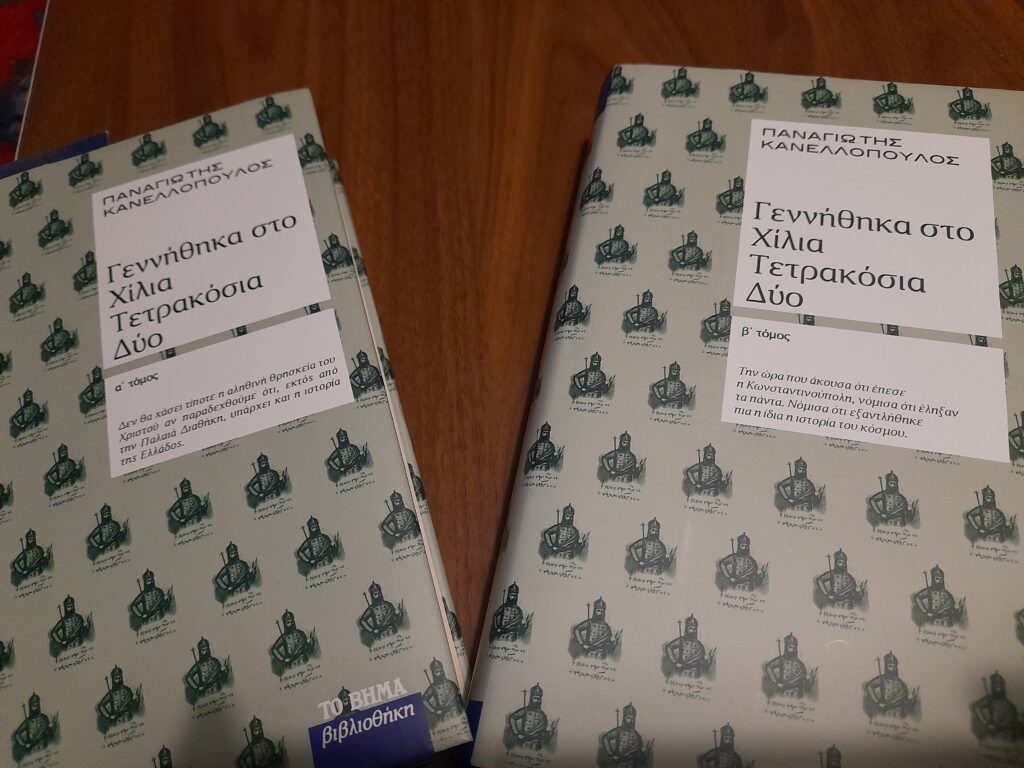 ΠΑΝΑΓΙΩΤΗΣ
ΚΑΝΕΛΛΟΠΟΥΛΟΣ
Γεννήθηκα στο
Χίλια
Τετρακόσια
Δύο
α΄ τόμος
Δεν θα χάσει τίποτε η αληθινή θρησκεία του
Χριστού αν παραδεχθούμε ότι, εκτός από
την Παλαιά Διαθήκη, υπάρχει και η ιστορία
της Ελλάδος.
ΤΟ ΒΗΜΑ
βιβλιοθήκη
ΠΑΝΑΓΙΩΤΗΣ
ΚΑΝΕΛΛΟΠΟΥΛΟΣ
Γεννήθηκα στο
Χίλια
Τετρακόσια
Δύο
β΄ τόμος
Την ώρα που άκουσα ότι έπεσε
η Κωνσταντινούπολη, νόμισα ότι έληξαν
τα πάντα. Νόμισα ότι εξαντλήθηκε
πια η ίδια η ιστορία του κόσμου.